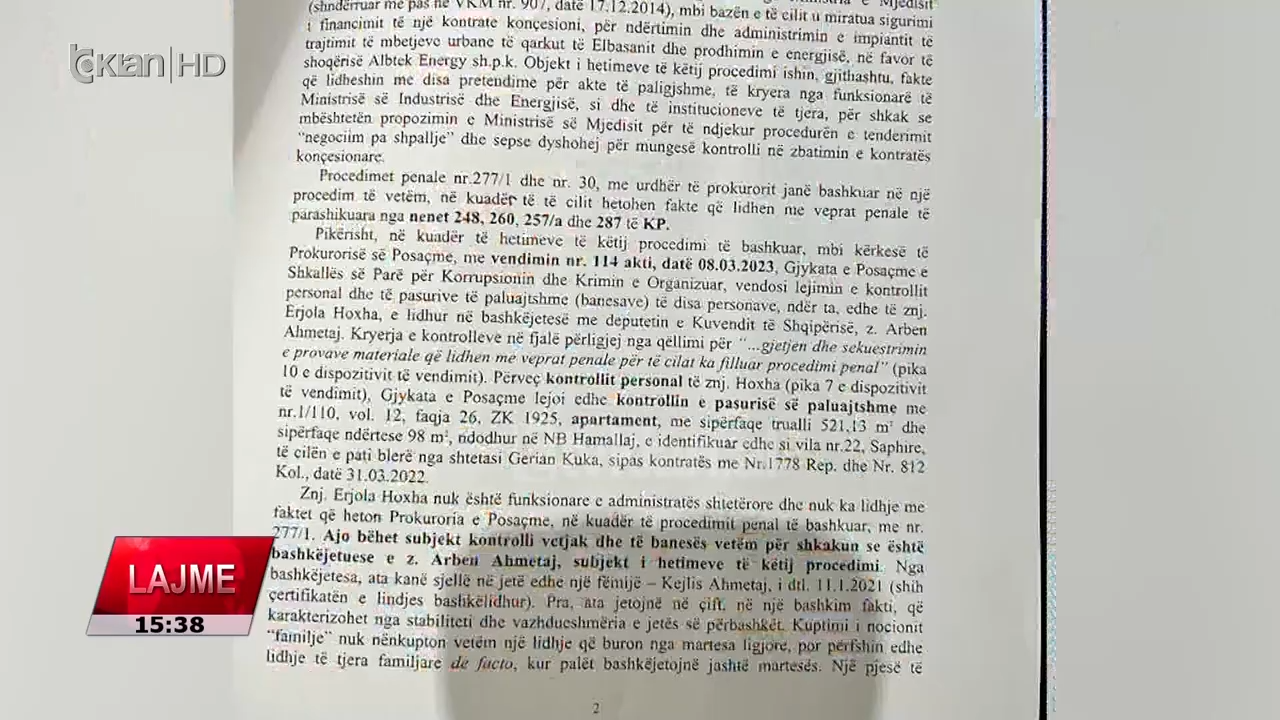 (shndërruar me pas në VKM nr. 907, datë 17.12.2014), mbi bazën e të cilit u miratua sigurimi
i financimit të një kontrate konçesioni, për ndërtimin dhe administrimin e impiantit të
trajtimit të mbetjeve urbane të qarkut të Elbasanit dhe prodhimin e energjisë, në favor të
shoqërisë Albtek Energy sh.p.k. Objekt i hetimeve të këtij procedimi ishin, gjithashtu, fakte
që lidheshin me disa pretendime për akte të paligjshme, të kryera nga funksionarë të
Ministrisë së Industrisë dhe Energjisë, si dhe të institucioneve të tjera, për shkak se
mbështetën propozimin e Ministrisë së Mjedisit për të ndjekur procedurën e tenderimit
"negociim pa shpallje" dhe sepse dyshohej për mungesë kontrolli në zbatimin e kontratës
konçesionare.
Procedimet penale nr.277/1 dhe nr. 30, me urdhër të prokurorit janë bashkuar në një
procedim të vetëm, në kuadër të të cilit hetohen fakte që lidhen me veprat penale të
parashikuara nga nenet 248, 260, 257/a dhe 287 të KP.
Pikërisht, në kuadër të hetimeve të këtij procedimi të bashkuar, mbi kërkesë të
Prokurorisë së Posaçme, me vendimin nr. 114 akti, datë 08.03.2023, Gjykata e Posaçme e
Shkallës së Parë për Korrupsionin dhe Krimin e Organizuar, vendosi lejimin e kontrollit
personal dhe të pasurive të paluajtshme (banesave) të disa personave, ndër ta, edhe të znj.
Erjola Hoxha, e lidhur në bashkëjetesë me deputetin e Kuvendit të Shqipërisë, z. Arben
Ahmetaj. Kryerja e kontrolleve në fjalë përligjej nga qëllimi për "...gjetjen dhe sekuestrimin
e provave materiale që lidhen me veprat penale për të cilat ka filluar procedimi penal" (pika
10 e dispozitivit të vendimit). Përveç kontrollit personal të znj. Hoxha (pika 7 e dispozitivit
të vendimit), Gjykata e Posaçme lejoi edhe kontrollin e pasurisë së paluajtshme me
nr.1/110, vol. 12, faqja 26, ZK 1925, apartament, me sipërfaqe trualli 521,13 m² dhe
sipërfaqe ndërtese 98 m², ndodhur në NB Hamallaj, e identifikuar edhe si vila nr.22, Saphire,
të cilën e pati blerë nga shtetasi Gerian Kuka, sipas kontratës me Nr.1778 Rep. dhe Nr. 812
Kol., datë 31.03.2022.
Znj. Erjola Hoxha nuk është funksionare e administratës shtetërore dhe nuk ka lidhje me
faktet që heton Prokuroria e Posaçme, në kuadër të procedimit penal të bashkuar, me nr.
277/1. Ajo bëhet subjekt kontrolli vetjak dhe të banesës vetëm për shkakun se është
bashkëjetuese e z. Arben Ahmetaj, subjekt i hetimeve të këtij procedimi. Nga
bashkëjetesa, ata kanë sjellë në jetë edhe një fëmijë – Kejlis Ahmetaj, i dtl. 11.1.2021 (shih
çertifikatën e lindjes bashkëlidhur). Pra, ata jetojnë në çift, në një bashkim fakti, që
karakterizohet nga stabiliteti dhe vazhdueshmëria e jetës së përbashkët. Kuptimi i nocionit
"familje" nuk nënkupton vetëm një lidhje që buron nga martesa ligjore, por përfshin edhe
lidhje të tjera familjare de facto, kur palët bashkëjetojnë jashtë martesës. Një pjesë të
2
klan HD
LAJME
15:38